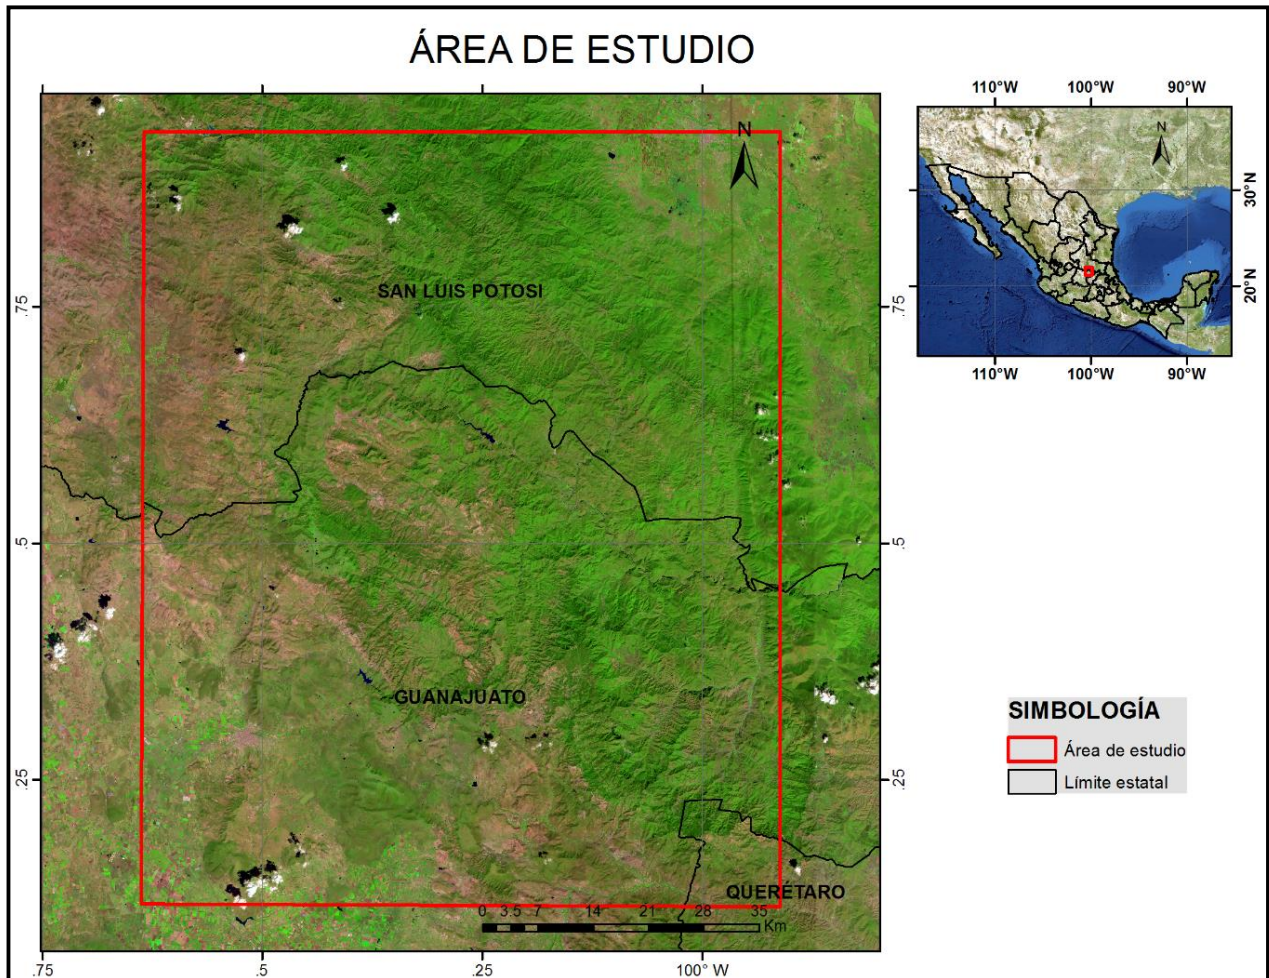 ÁREA DE ESTUDIO
N
SAN LUIS POTOSI
GUANAJUATO
QUERÉTARO
0 3.5 7 14 21 28 35
Km
.75
.5
.25
.75
.5
.25
.75 .5 .25 100° W
110°W 100°W 90°W
N
30°N
20°N
110°W 100°W 90°W
SIMBOLOGÍA
Área de estudio
Límite estatal